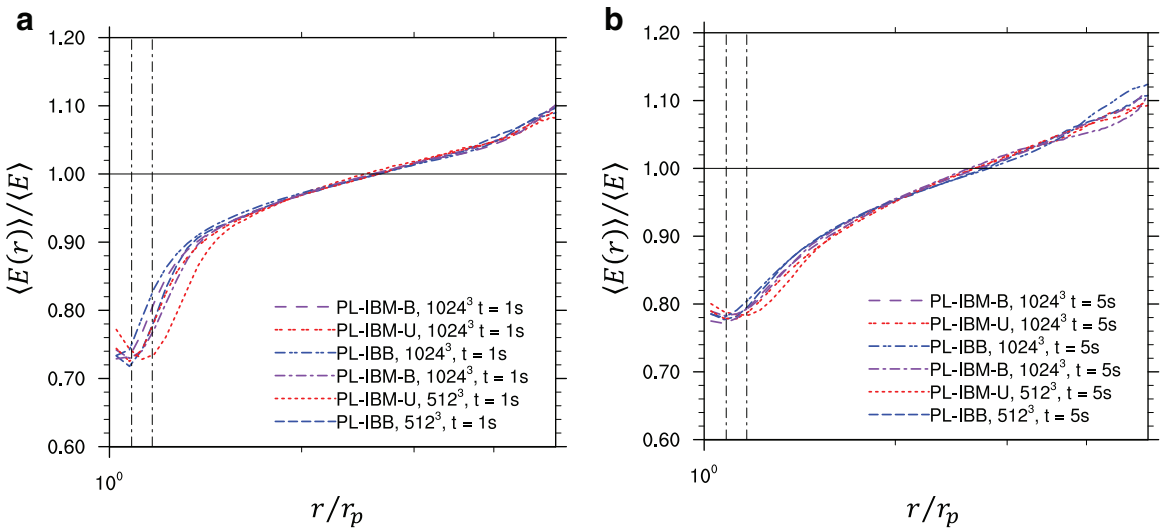 a
1.20
1.10
1.00
0.90
0.80
0.70
0.60
⟨E(r)⟩/⟨E⟩
PL-IBM-B, 1024³ t = 1s
PL-IBM-U, 1024³ t = 1s
PL-IBB, 1024³, t = 1s
PL-IBM-B, 1024³, t = 1s
PL-IBM-U, 512³, t = 1s
PL-IBB, 512³, t = 1s
10⁰
r/rₚ
b
1.20
1.10
1.00
0.90
0.80
0.70
0.60
⟨E(r)⟩/⟨E⟩
PL-IBM-B, 1024³ t = 5s
PL-IBM-U, 1024³ t = 5s
PL-IBB, 1024³, t = 5s
PL-IBM-B, 1024³, t = 5s
PL-IBM-U, 512³, t = 5s
PL-IBB, 512³, t = 5s
10⁰
r/rₚ